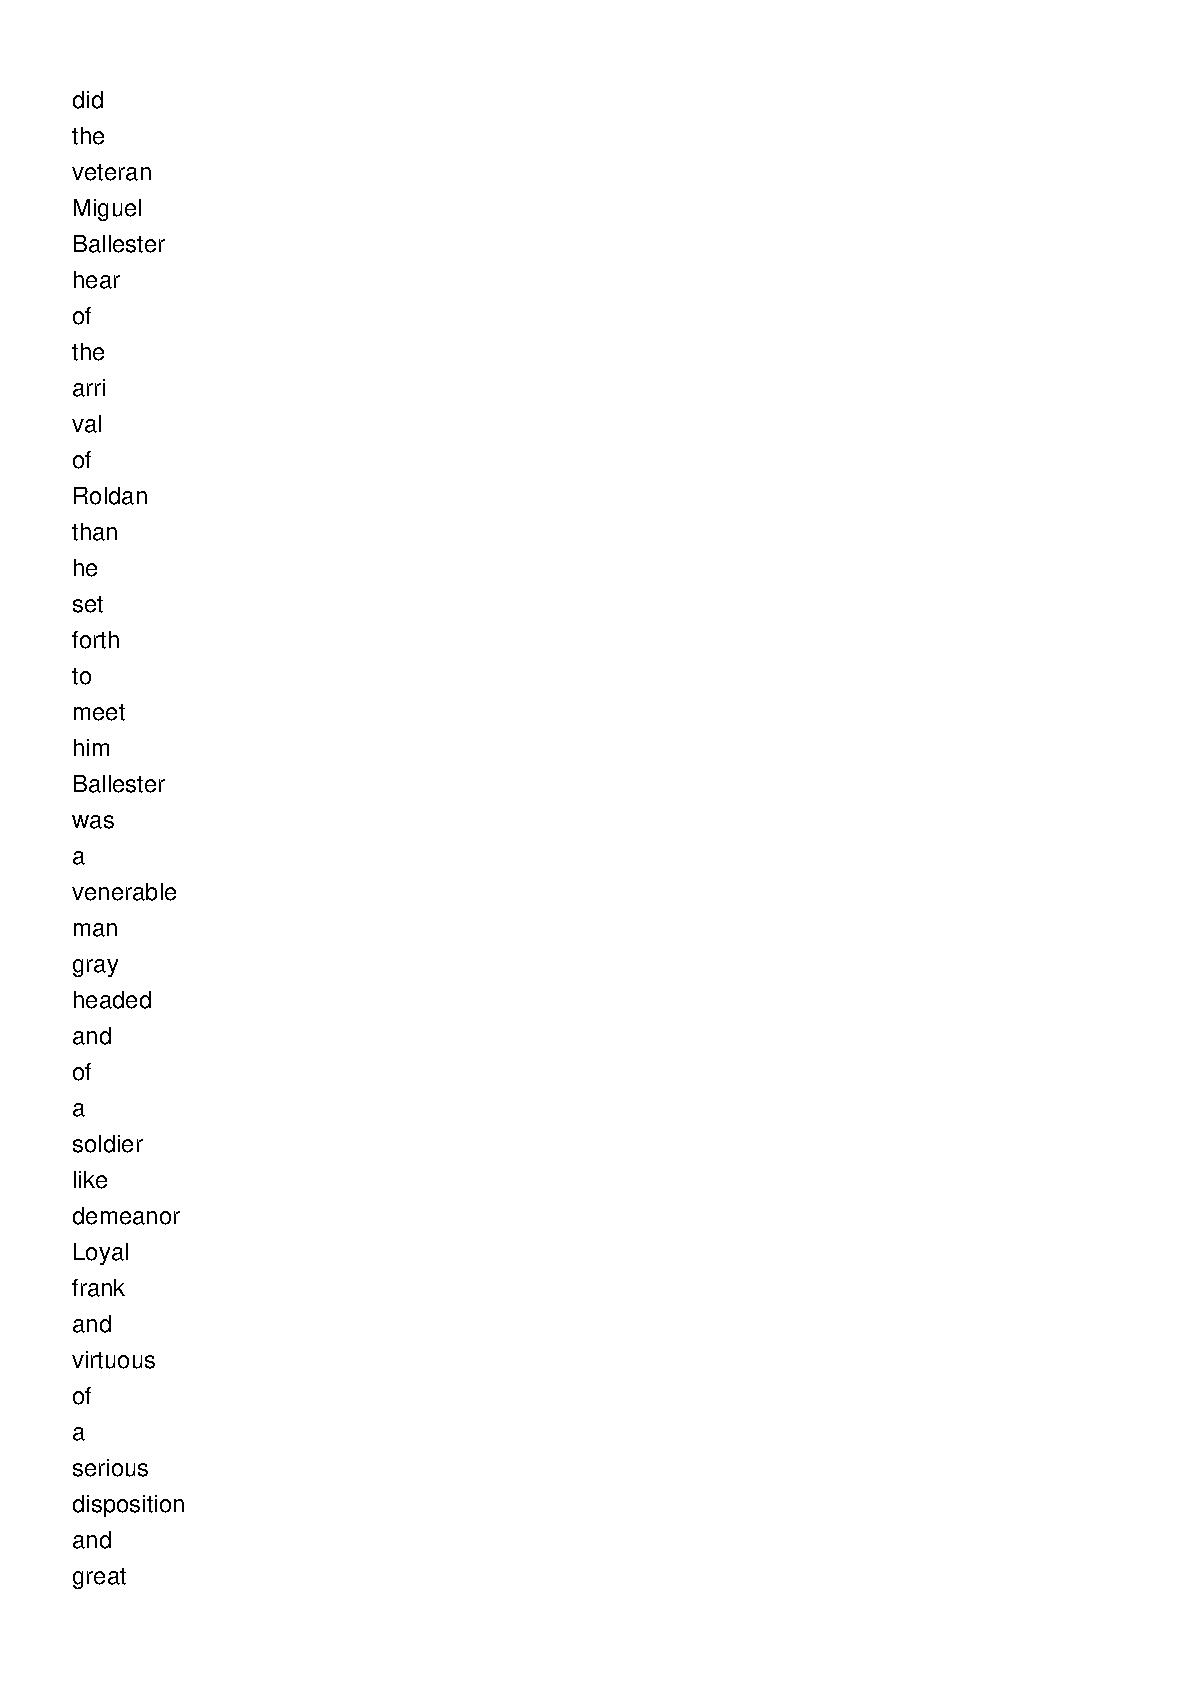 did
the
veteran
Miguel
Ballester
hear
of
the
arri
val
of
Roldan
than
he
set
forth
to
meet
him
Ballester
was
a
venerable
man
gray
headed
and
of
a
soldier
like
demeanor
Loyal
frank
and
virtuous
of
a
serious
disposition
and
great